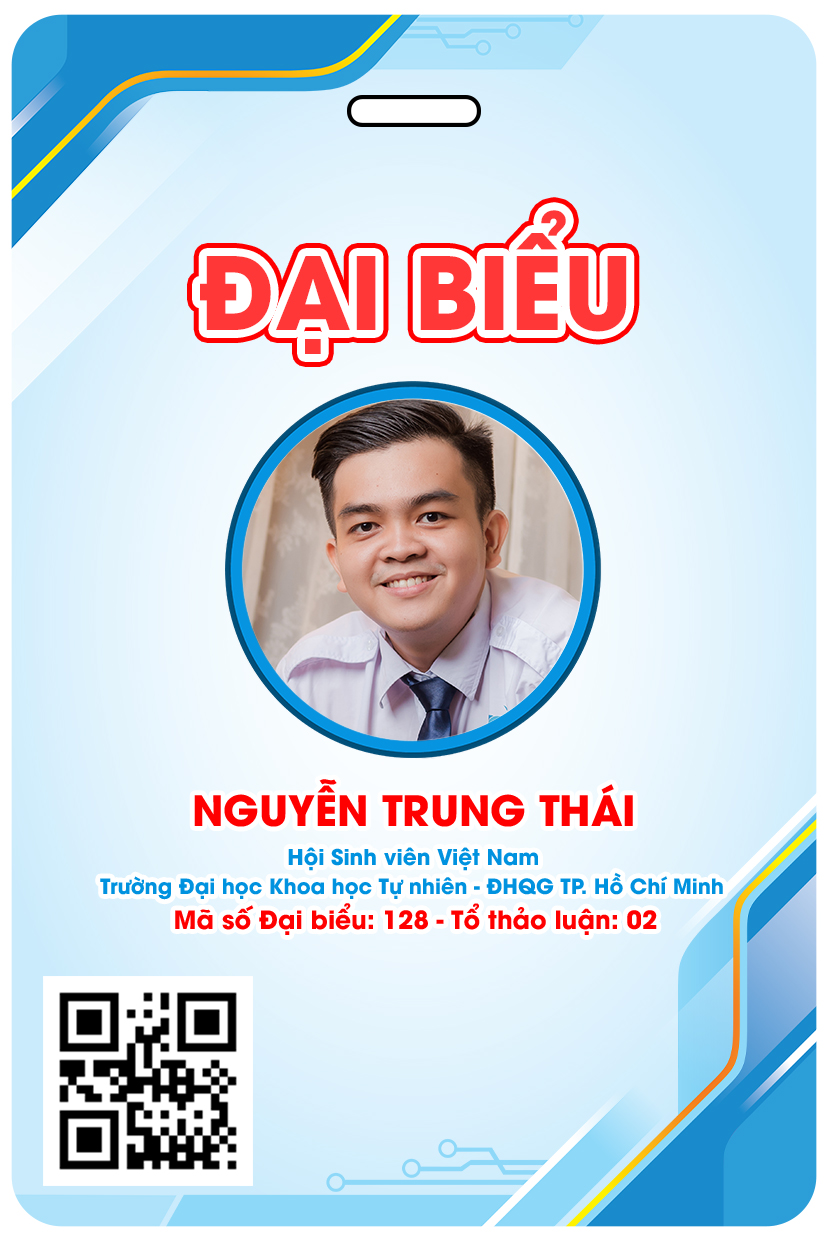 ĐẠI BIỂU
NGUYỄN TRUNG THÁI
Hội Sinh viên Việt Nam
Trường Đại học Khoa học Tự nhiên - ĐHQG TP. Hồ Chí Minh
Mã số Đại biểu: 128 - Tổ thảo luận: 02